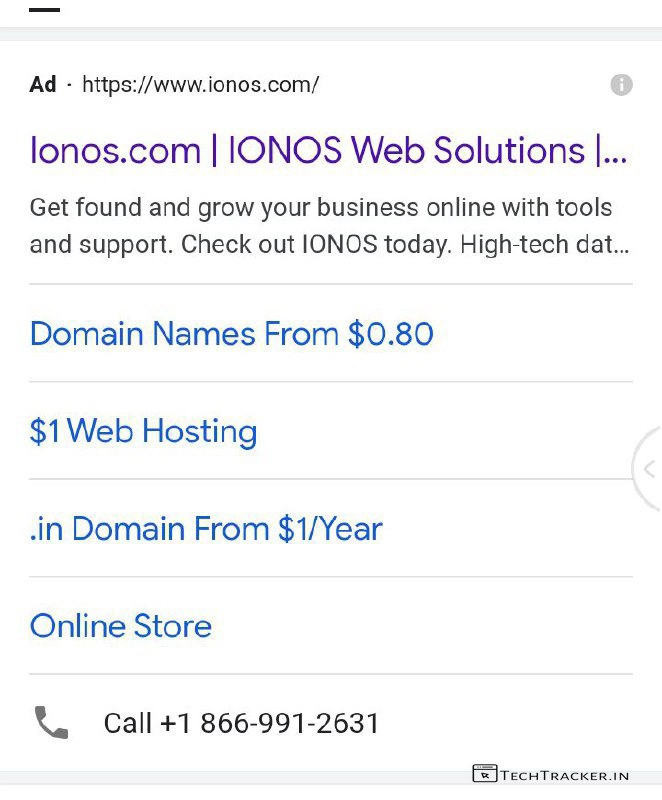 Ad · https://www.ionos.com/
Ionos.com | IONOS Web Solutions |...
Get found and grow your business online with tools
and support. Check out IONOS today. High-tech dat...
Domain Names From $0.80
$1 Web Hosting
.in Domain From $1/Year
Online Store
Call +1 866-991-2631
TECHTRACKER.IN